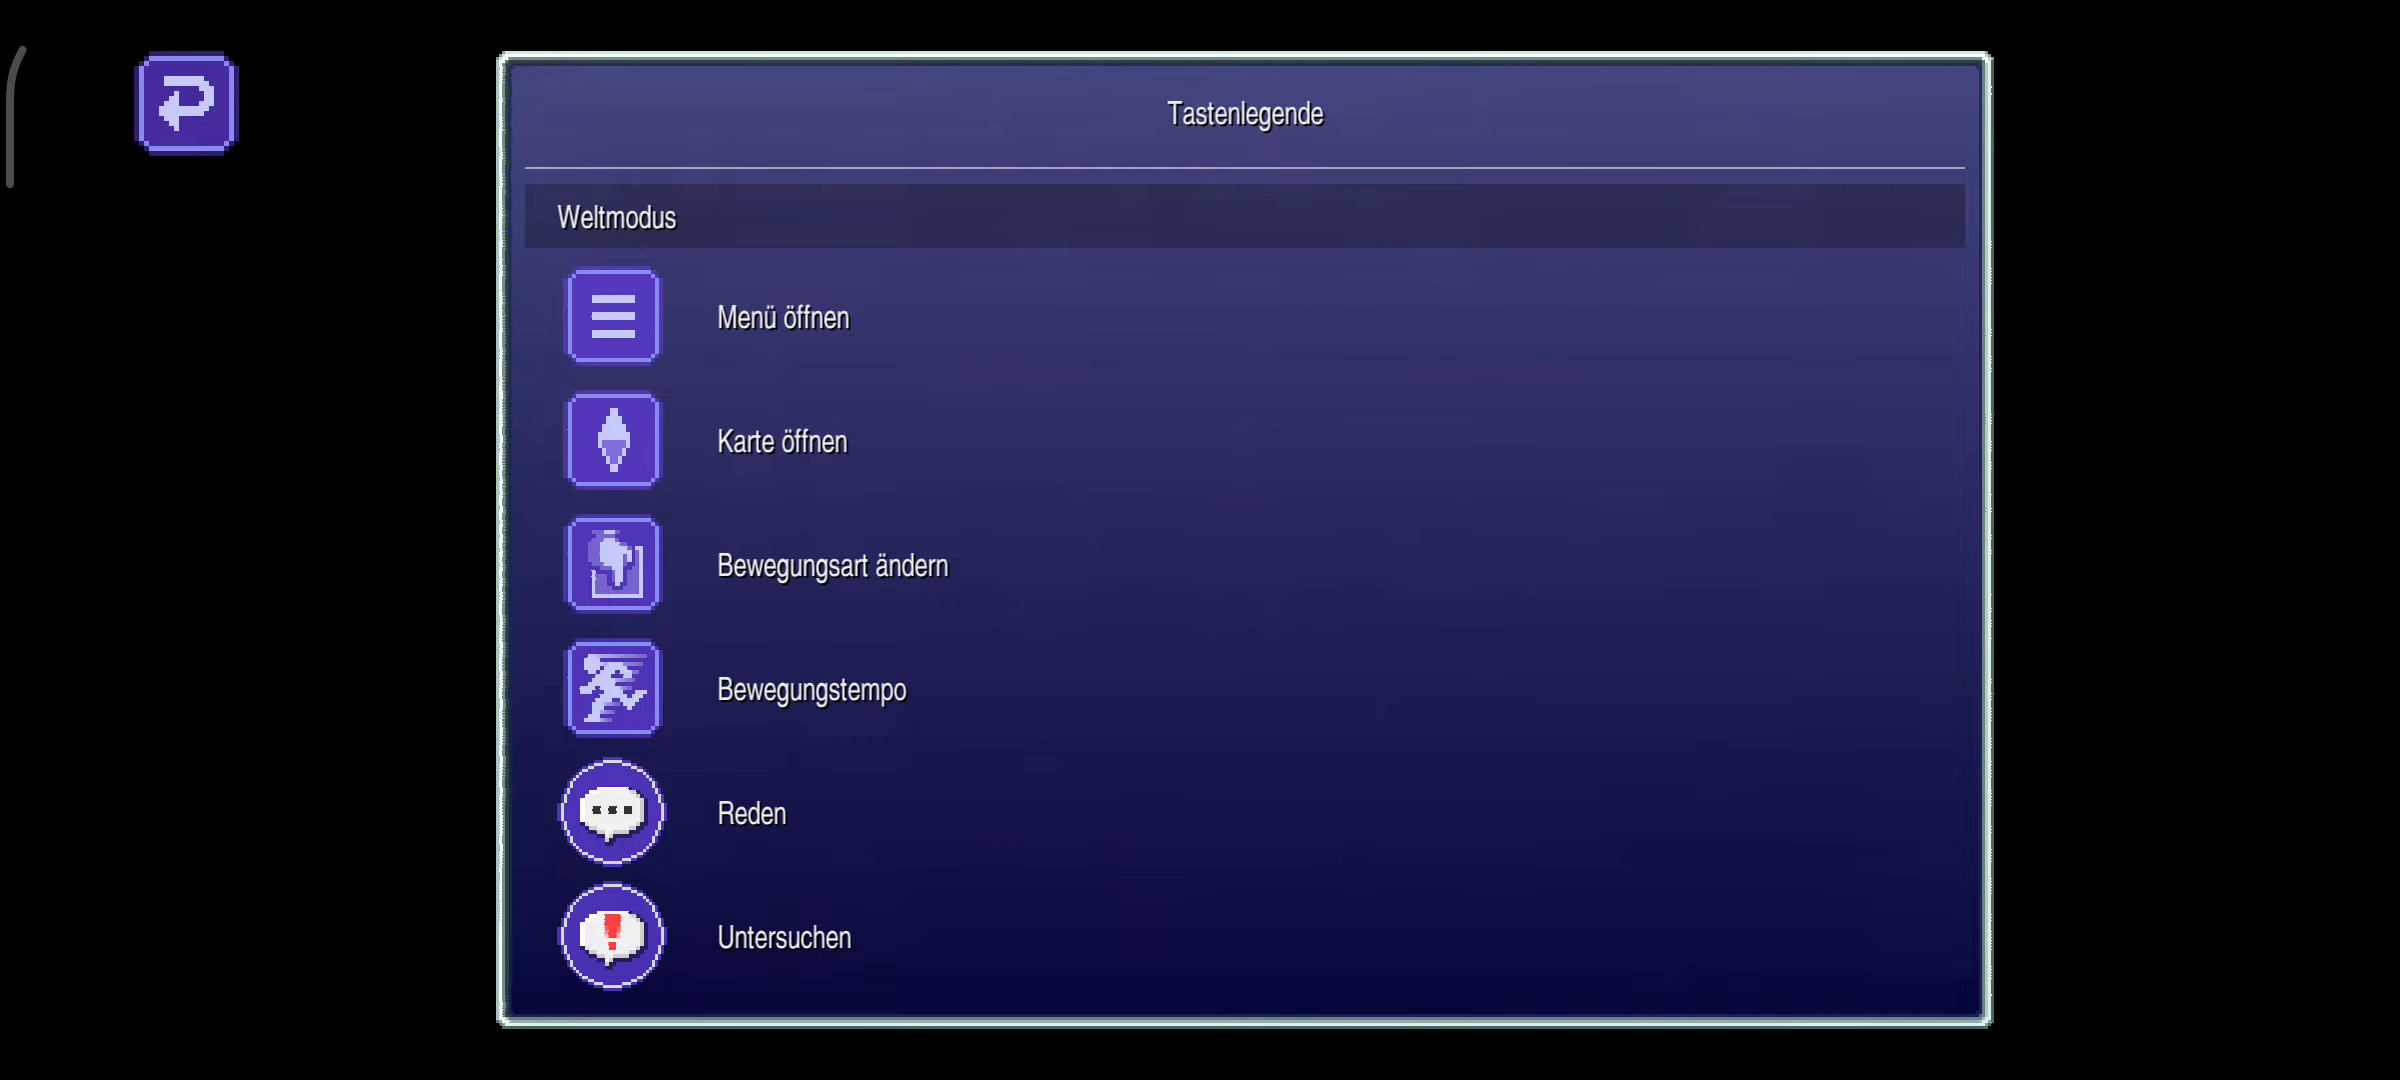 Tastenlegende
Weltmodus
Menü öffnen
Karte öffnen
Bewegungsart ändern
Bewegungstempo
Reden
Untersuchen